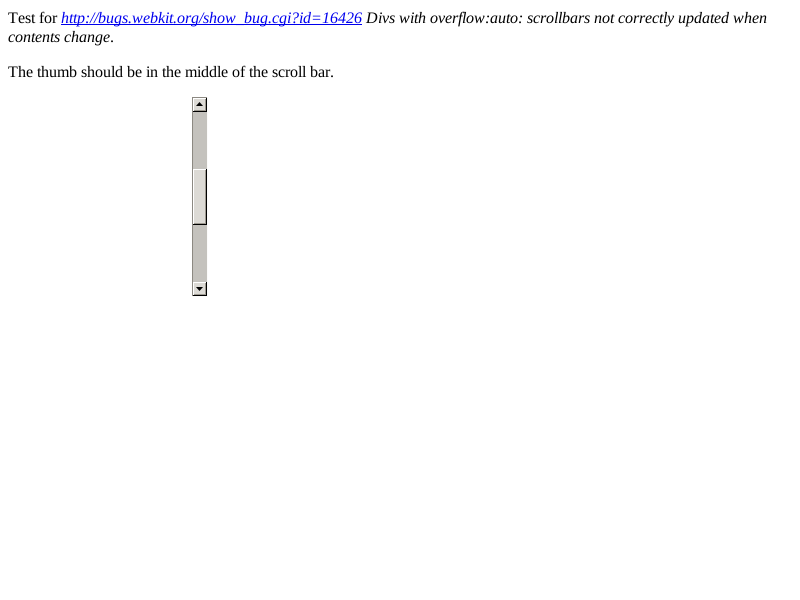 Test for http://bugs.webkit.org/show_bug.cgi?id=16426 Divs with overflow:auto: scrollbars not correctly updated when
contents change.
The thumb should be in the middle of the scroll bar.